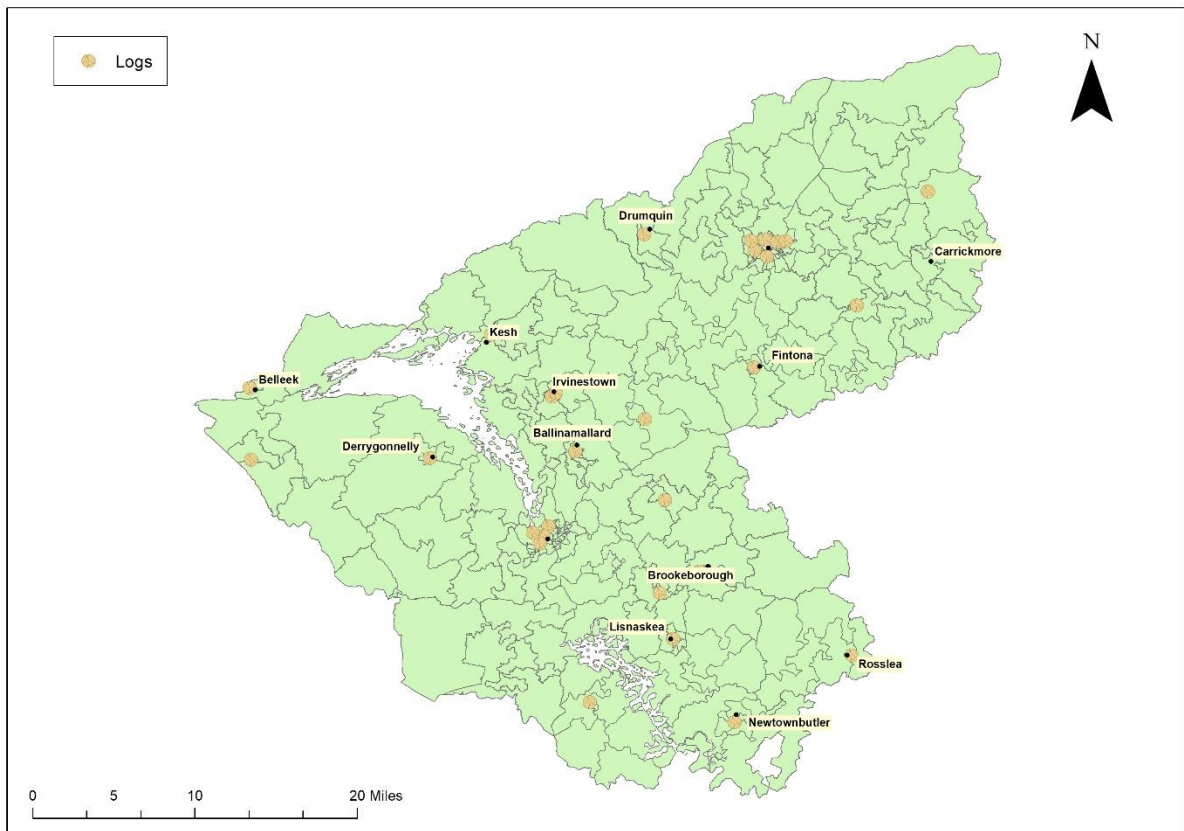 Logs
N
Drumquin
Carrickmore
Kesh
Fintona
Belleek
Irvinestown
Ballinamallard
Derrygonnelly
Brookeborough
Lisnaskea
Rosslea
Newtownbutler
0 5 10 20 Miles